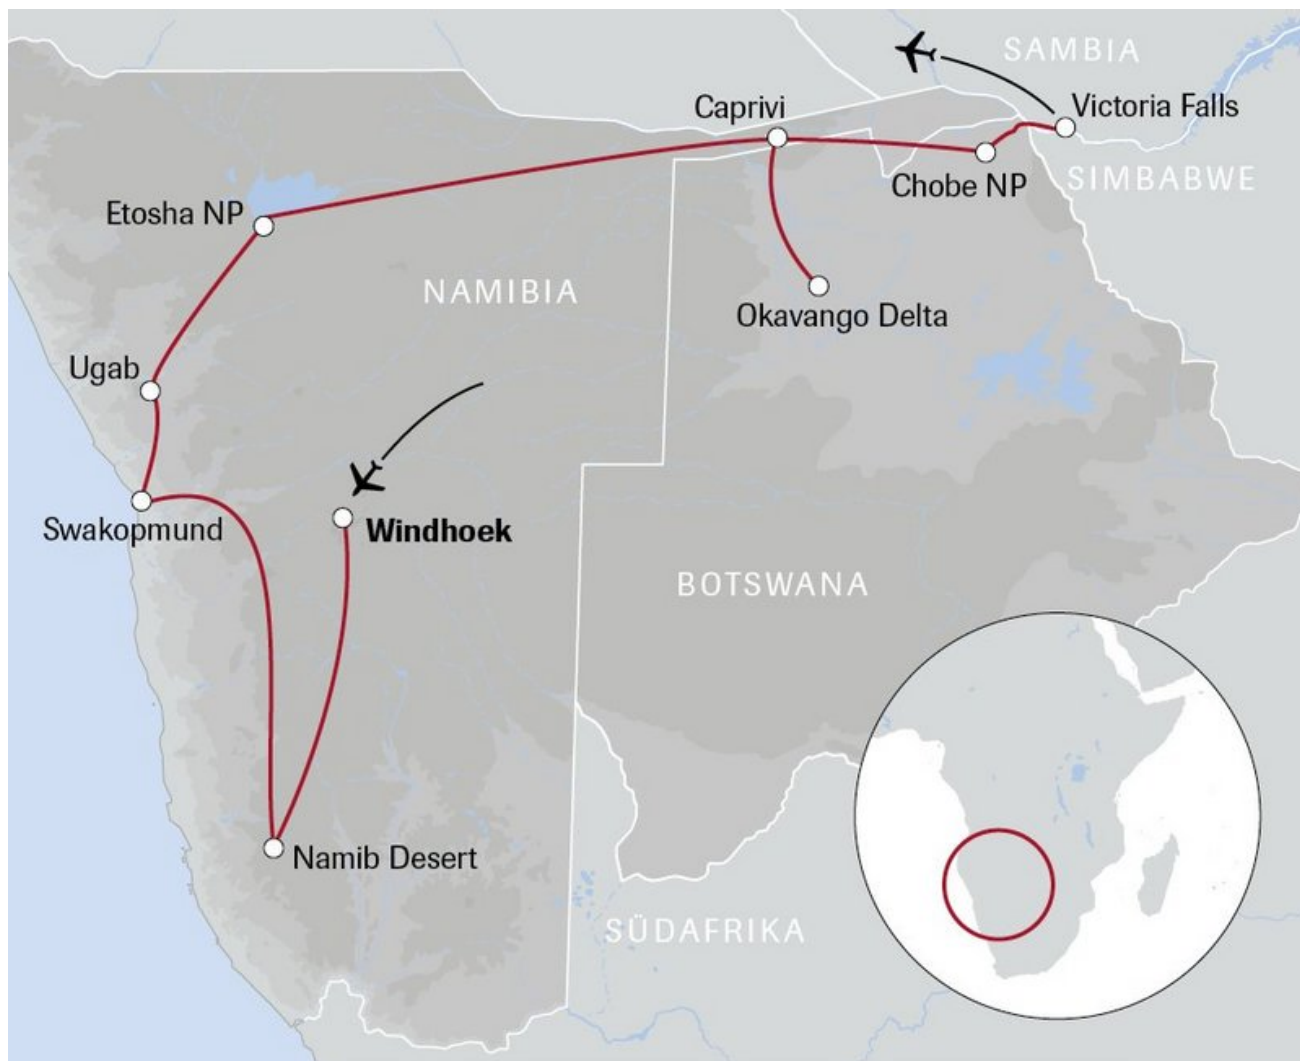 SAMBIA
Caprivi
Victoria Falls
Chobe NP
SIMBABWE
Etosha NP
NAMIBIA
Okavango Delta
Ugab
Swakopmund
Windhoek
BOTSWANA
Namib Desert
SÜDAFRIKA